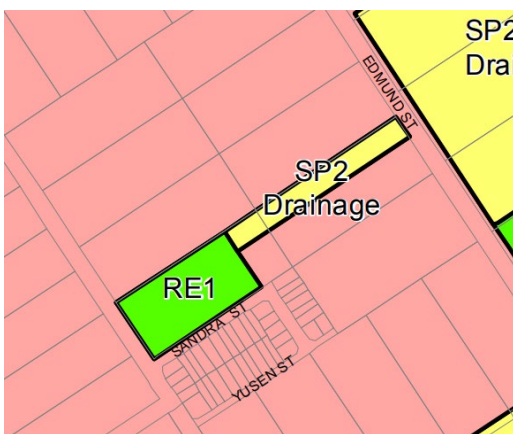 SP2
Dra
EDMUND ST
SP2
Drainage
RE1
SANDRA ST
YUSEN ST